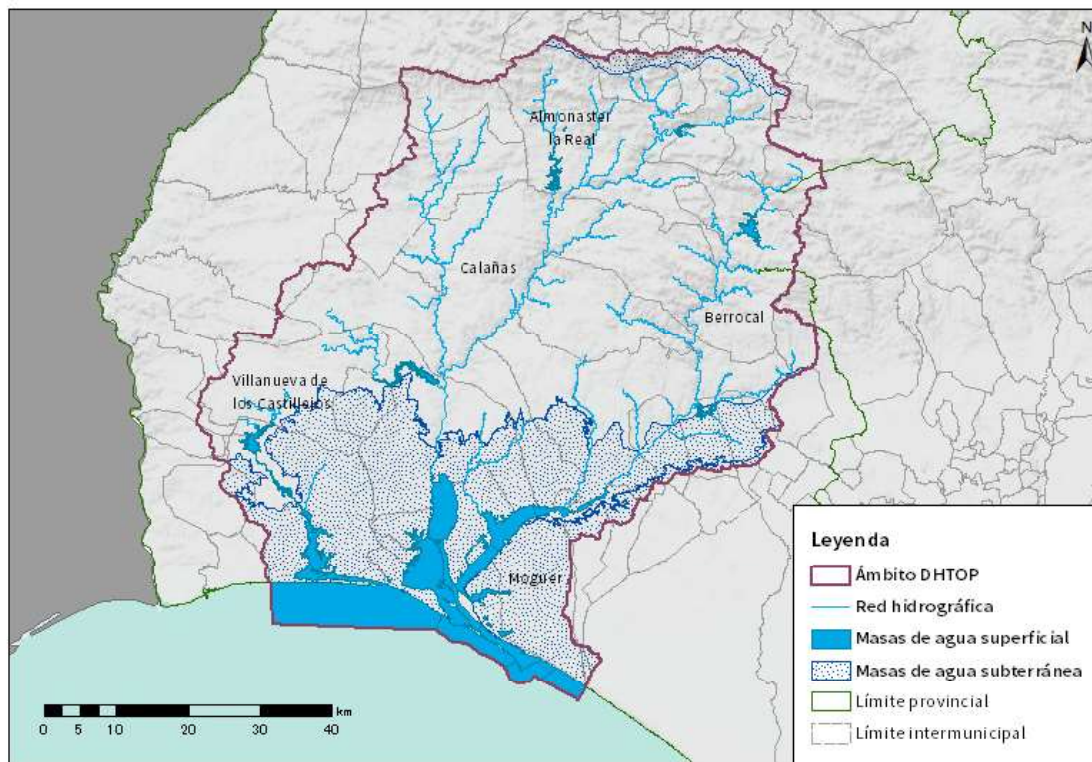 N
Almonaster
la Real
Calañas
Berrocal
Villanueva de
los Castillejos
Moguer
Leyenda
Ámbito DHTOP
Red hidrográfica
Masas de agua superficial
Masas de agua subterránea
Límite provincial
Límite intermunicipal
km
0 5 10 20 30 40